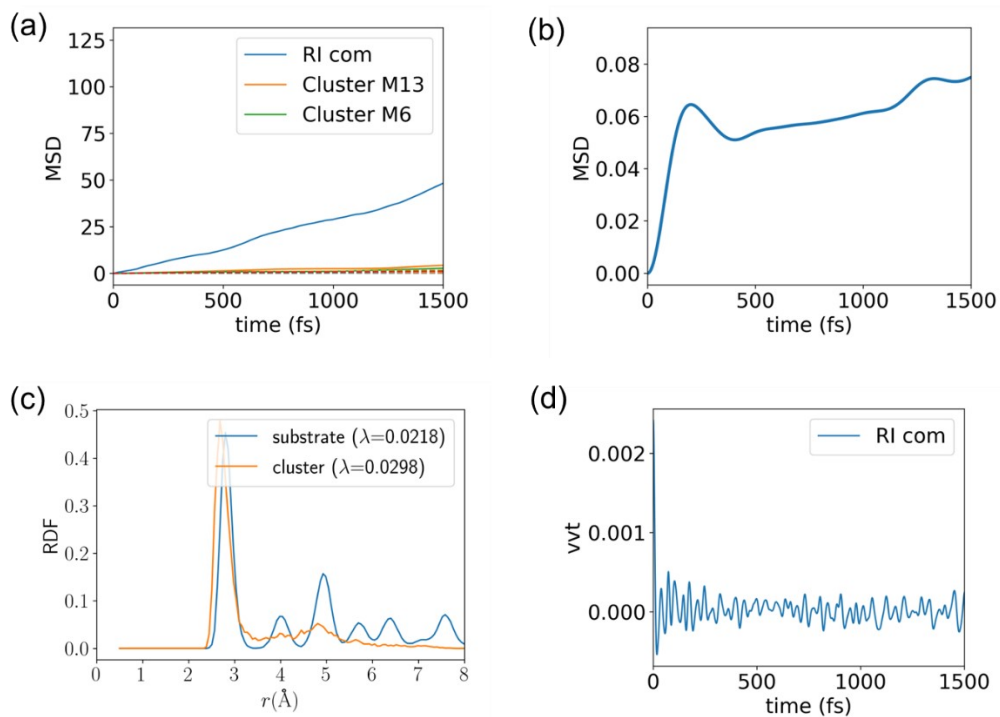 (a)
MSD
125
100
75
50
25
0
RI com
Cluster M13
Cluster M6
0 500 1000 1500
time (fs)
(b)
MSD
0.08
0.06
0.04
0.02
0.00
0 500 1000 1500
time (fs)
(c)
RDF
0.5
0.4
0.3
0.2
0.1
0.0
substrate (λ=0.0218)
cluster (λ=0.0298)
0 1 2 3 4 5 6 7 8
r(Å)
(d)
vvt
0.002
0.001
0.000
RI com
0 500 1000 1500
time (fs)